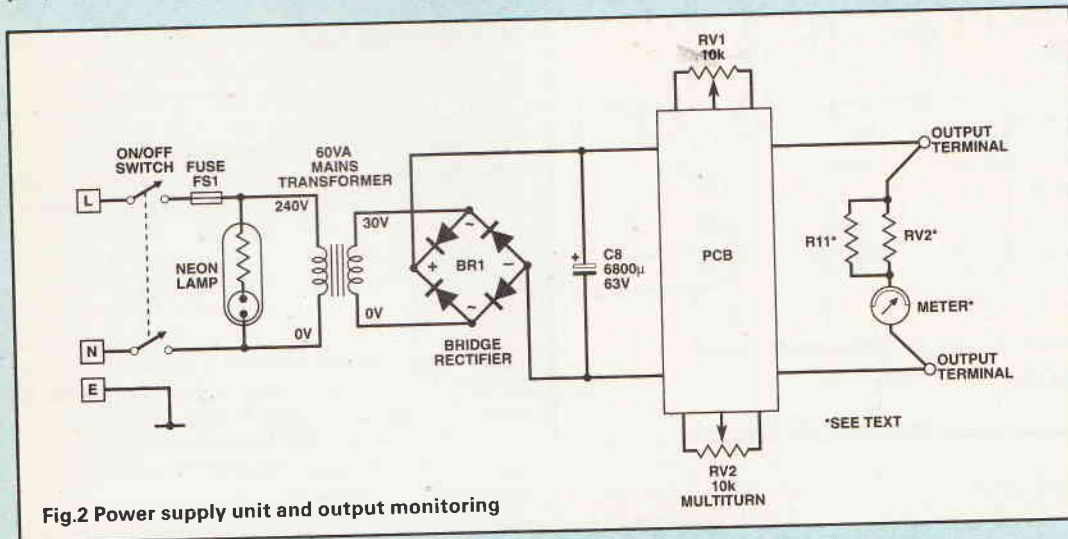 RV1
10k
ON/OFF
SWITCH
FUSE
FS1
60VA
MAINS
TRANSFORMER
OUTPUT
TERMINAL
L
240V
30V
NEON
LAMP
~
+
BR1
−
~
+
C8
6800μ
63V
PCB
R11*
RV2*
METER*
N
0V
0V
BRIDGE
RECTIFIER
OUTPUT
TERMINAL
E
*SEE TEXT
RV2
10k
MULTITURN
Fig.2 Power supply unit and output monitoring